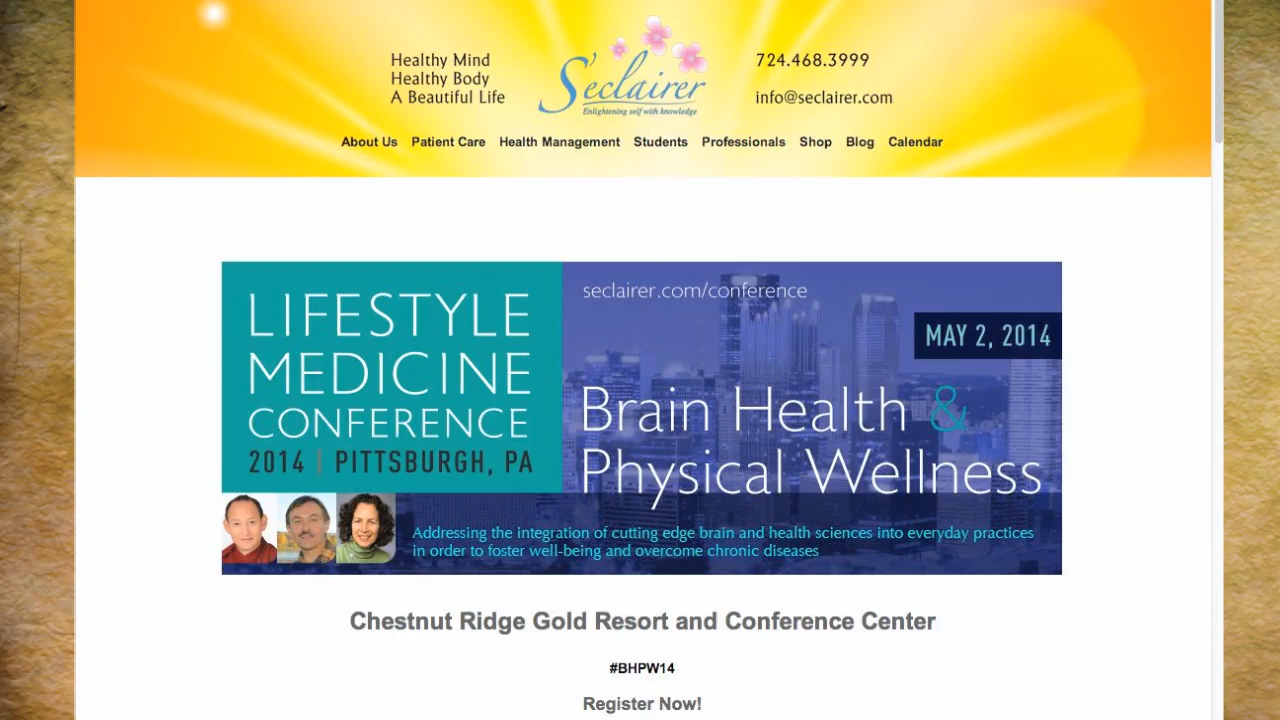 Healthy Mind
Healthy Body
A Beautiful Life
S'eclairer
Enlightening self with knowledge
724.468.3999
info@seclairer.com
About Us Patient Care Health Management Students Professionals Shop Blog Calendar
LIFESTYLE
MEDICINE
CONFERENCE
2014 | PITTSBURGH, PA
seclairer.com/conference
MAY 2, 2014
Brain Health &
Physical Wellness
Addressing the integration of cutting edge brain and health sciences into everyday practices
in order to foster well-being and overcome chronic diseases
Chestnut Ridge Gold Resort and Conference Center
#BHPW14
Register Now!